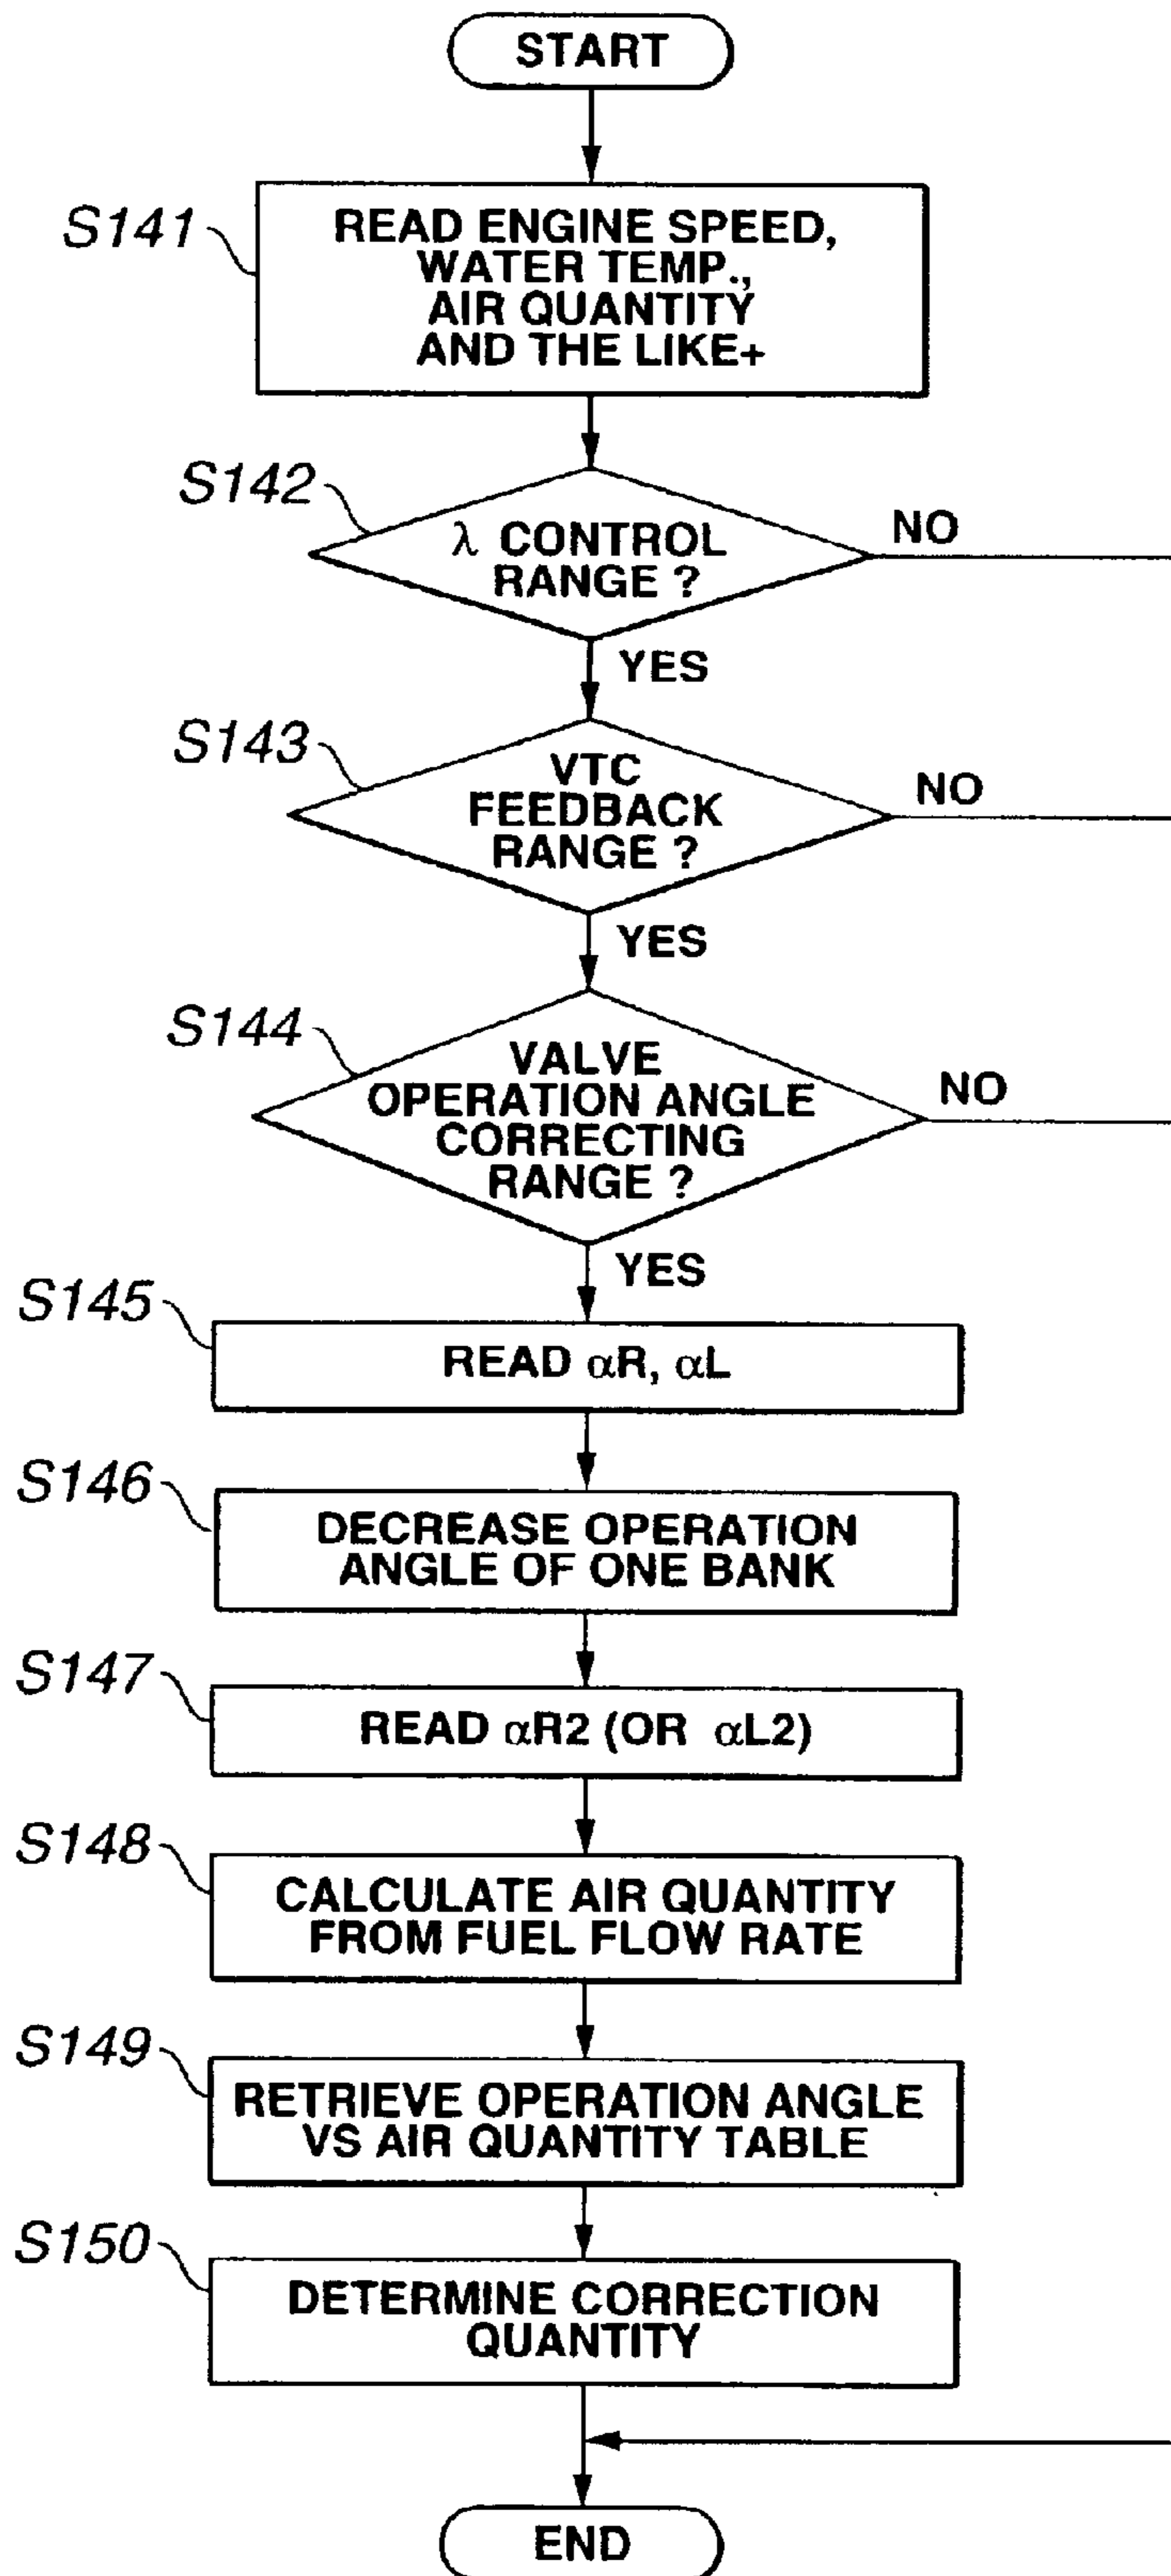 START
S141
READ ENGINE SPEED,
WATER TEMP.,
AIR QUANTITY
AND THE LIKE+
S142
λ CONTROL
RANGE ?
NO
YES
S143
VTC
FEEDBACK
RANGE ?
NO
YES
S144
VALVE
OPERATION ANGLE
CORRECTING
RANGE ?
NO
YES
S145
READ αR, αL
S146
DECREASE OPERATION
ANGLE OF ONE BANK
S147
READ αR2 (OR αL2)
S148
CALCULATE AIR QUANTITY
FROM FUEL FLOW RATE
S149
RETRIEVE OPERATION ANGLE
VS AIR QUANTITY TABLE
S150
DETERMINE CORRECTION
QUANTITY
END